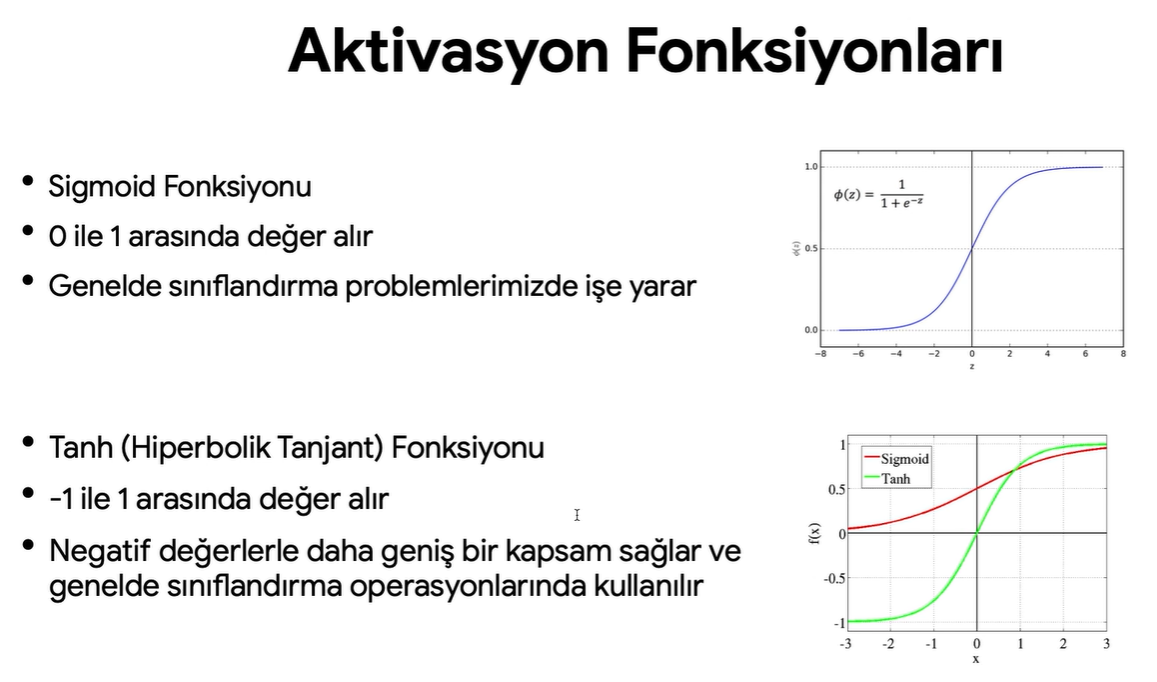 Aktivasyon Fonksiyonları
• Sigmoid Fonksiyonu
• 0 ile 1 arasında değer alır
• Genelde sınıflandırma problemlerimizde işe yarar
1.0
ϕ(z) = 1 / (1 + e^−z)
ϕ(z)
0.5
0.0
−8 −6 −4 −2 0 2 4 6 8
z
• Tanh (Hiperbolik Tanjant) Fonksiyonu
• -1 ile 1 arasında değer alır
• Negatif değerlerle daha geniş bir kapsam sağlar ve
genelde sınıflandırma operasyonlarında kullanılır
1
Sigmoid
Tanh
0.5
f(x)
0
-0.5
-1
-3 -2 -1 0 1 2 3
x